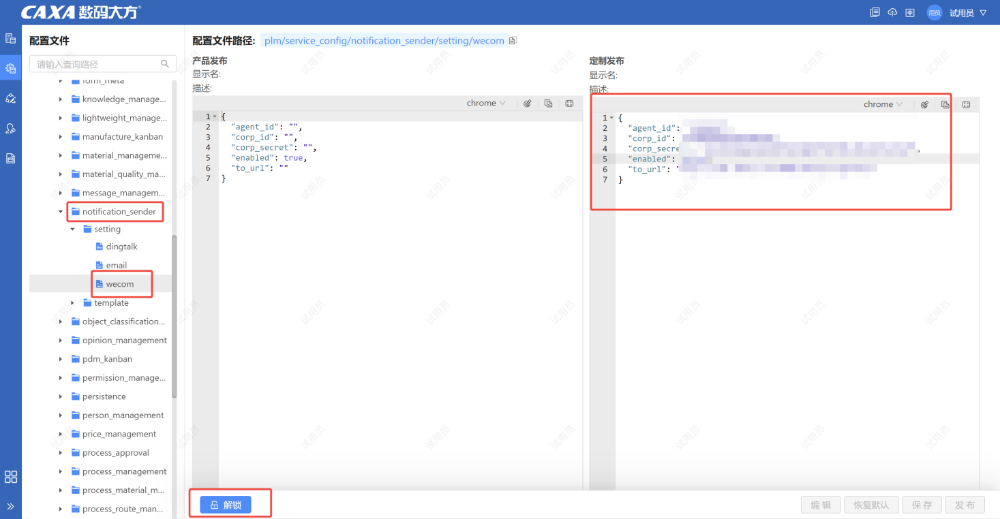 CAXA 数码大方®
用员 试用员
配置文件
请输入查询路径
form_meta
knowledge_manage...
lightweight_manage...
manufacture_kanban
material_manageme...
material_quality_ma...
message_managem...
notification_sender
setting
dingtalk
email
wecom
template
object_classification...
opinion_management
pdm_kanban
permission_manage...
persistence
person_management
price_management
process_approval
process_management
process_material_m...
process_route_man...
配置文件路径: plm/service_config/notification_sender/setting/wecom
产品发布
显示名:
描述:
chrome
1 {
2 "agent_id": "",
3 "corp_id": "",
4 "corp_secret": "",
5 "enabled": true,
6 "to_url": ""
7 }
定制发布
显示名:
描述:
chrome
1 {
2 "agent_id":
3 "corp_id":
4 "corp_secre
5 "enabled":
6 "to_url": "
7 }
解锁
编辑 恢复默认 保存 发布
试用员